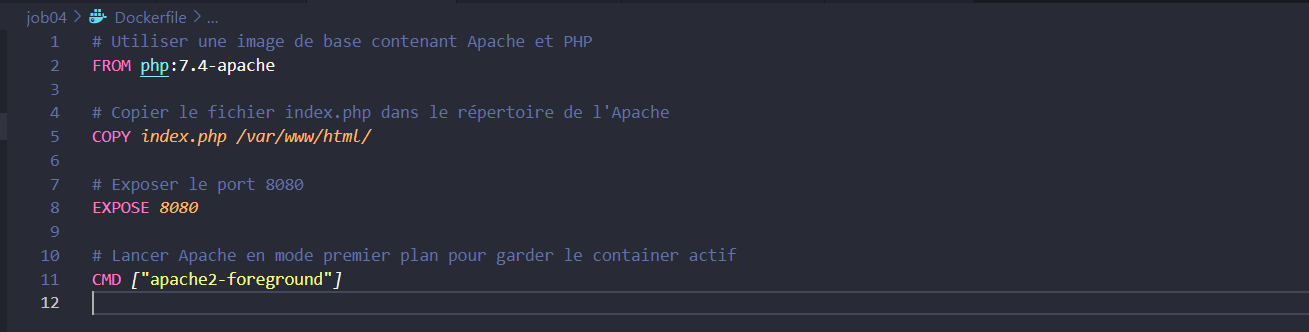 job04 > Dockerfile > ...
1 # Utiliser une image de base contenant Apache et PHP
2 FROM php:7.4-apache
3
4 # Copier le fichier index.php dans le répertoire de l'Apache
5 COPY index.php /var/www/html/
6
7 # Exposer le port 8080
8 EXPOSE 8080
9
10 # Lancer Apache en mode premier plan pour garder le container actif
11 CMD ["apache2-foreground"]
12